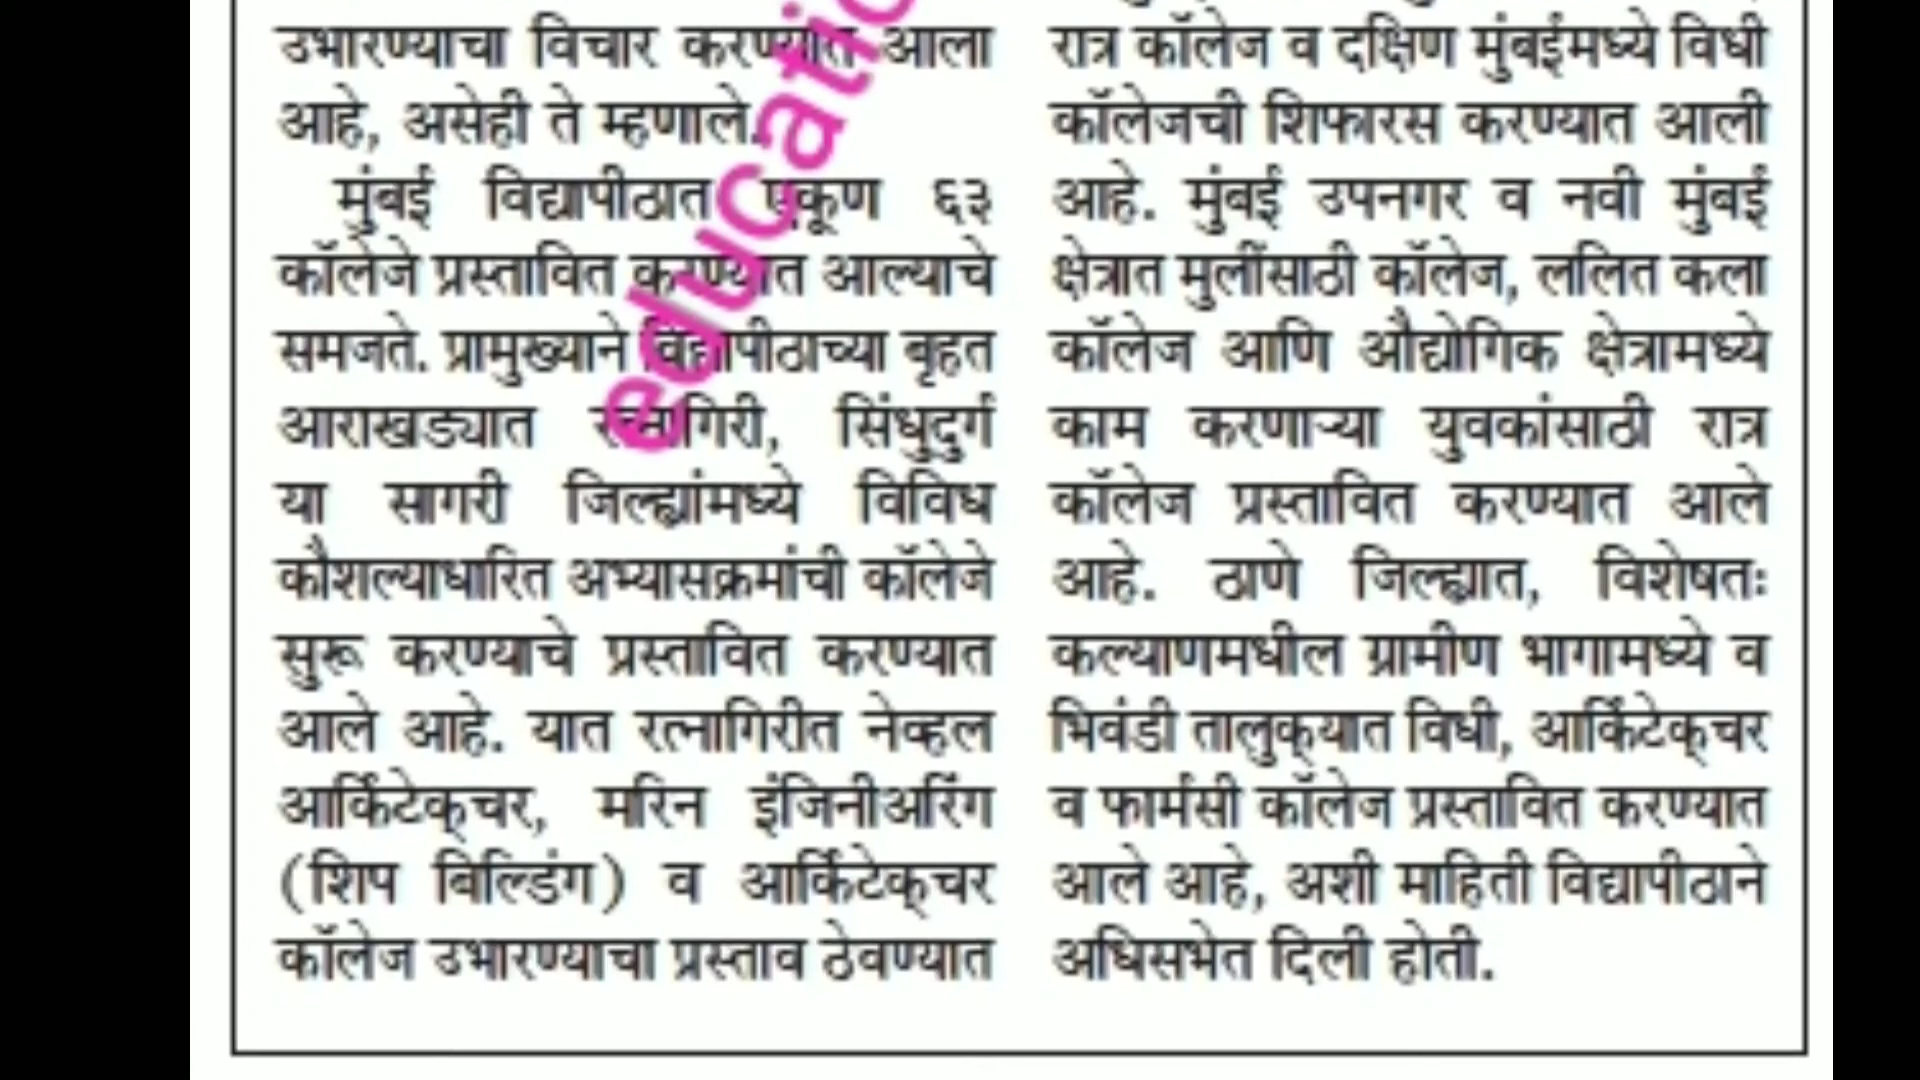 उभारण्याचा विचार करण्यात आला
आहे, असेही ते म्हणाले.
मुंबई विद्यापीठात एकूण ६३
कॉलेजे प्रस्तावित करण्यात आल्याचे
समजते. प्रामुख्याने विद्यापीठाच्या बृहत
आराखड्यात रत्नागिरी, सिंधुदुर्ग
या सागरी जिल्ह्यांमध्ये विविध
कौशल्याधारित अभ्यासक्रमांची कॉलेजे
सुरू करण्याचे प्रस्तावित करण्यात
आले आहे. यात रत्नागिरीत नेव्हल
आर्किटेक्चर, मरिन इंजिनीअरिंग
(शिप बिल्डिंग) व आर्किटेक्चर
कॉलेज उभारण्याचा प्रस्ताव ठेवण्यात
रात्र कॉलेज व दक्षिण मुंबईमध्ये विधी
कॉलेजची शिफारस करण्यात आली
आहे. मुंबई उपनगर व नवी मुंबई
क्षेत्रात मुलींसाठी कॉलेज, ललित कला
कॉलेज आणि औद्योगिक क्षेत्रामध्ये
काम करणाऱ्या युवकांसाठी रात्र
कॉलेज प्रस्तावित करण्यात आले
आहे. ठाणे जिल्ह्यात, विशेषतः
कल्याणमधील ग्रामीण भागामध्ये व
भिवंडी तालुक्यात विधी, आर्किटेक्चर
व फार्मसी कॉलेज प्रस्तावित करण्यात
आले आहे, अशी माहिती विद्यापीठाने
अधिसभेत दिली होती.